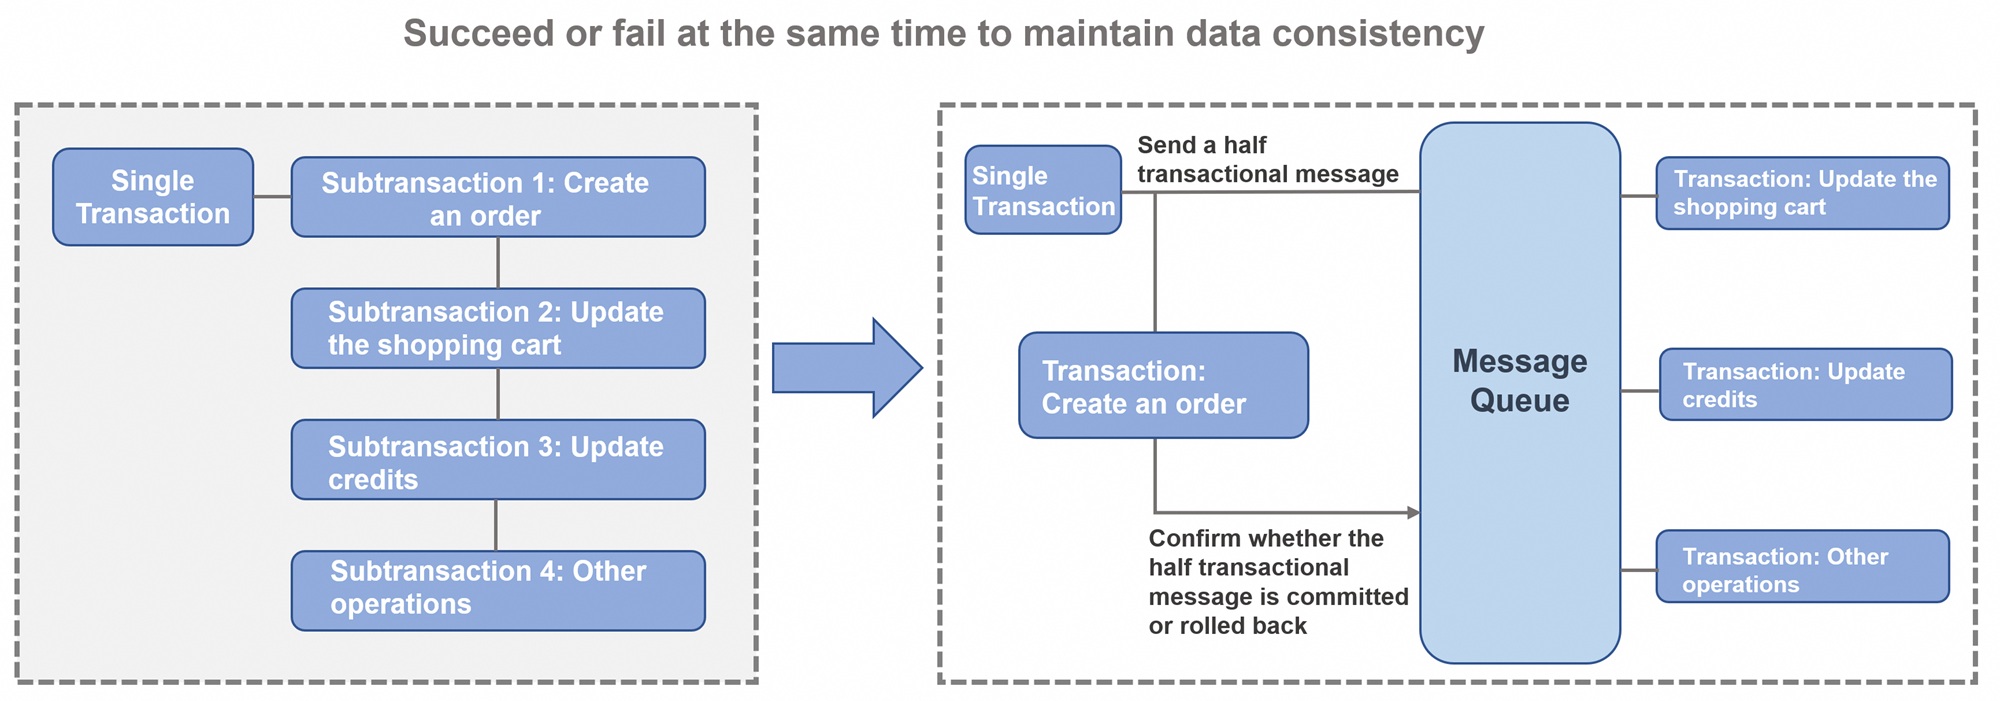 Succeed or fail at the same time to maintain data consistency
Single
Transaction
Subtransaction 1: Create
an order
Subtransaction 2: Update
the shopping cart
Subtransaction 3: Update
credits
Subtransaction 4: Other
operations
Single
Transaction
Send a half
transactional message
Transaction:
Create an order
Confirm whether the
half transactional
message is committed
or rolled back
Message
Queue
Transaction: Update the
shopping cart
Transaction: Update
credits
Transaction: Other
operations